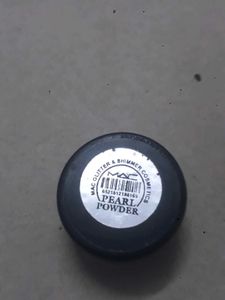 MAC GLITTER & SHIMMER COSMETICS
MAC
PEARL
POWDER